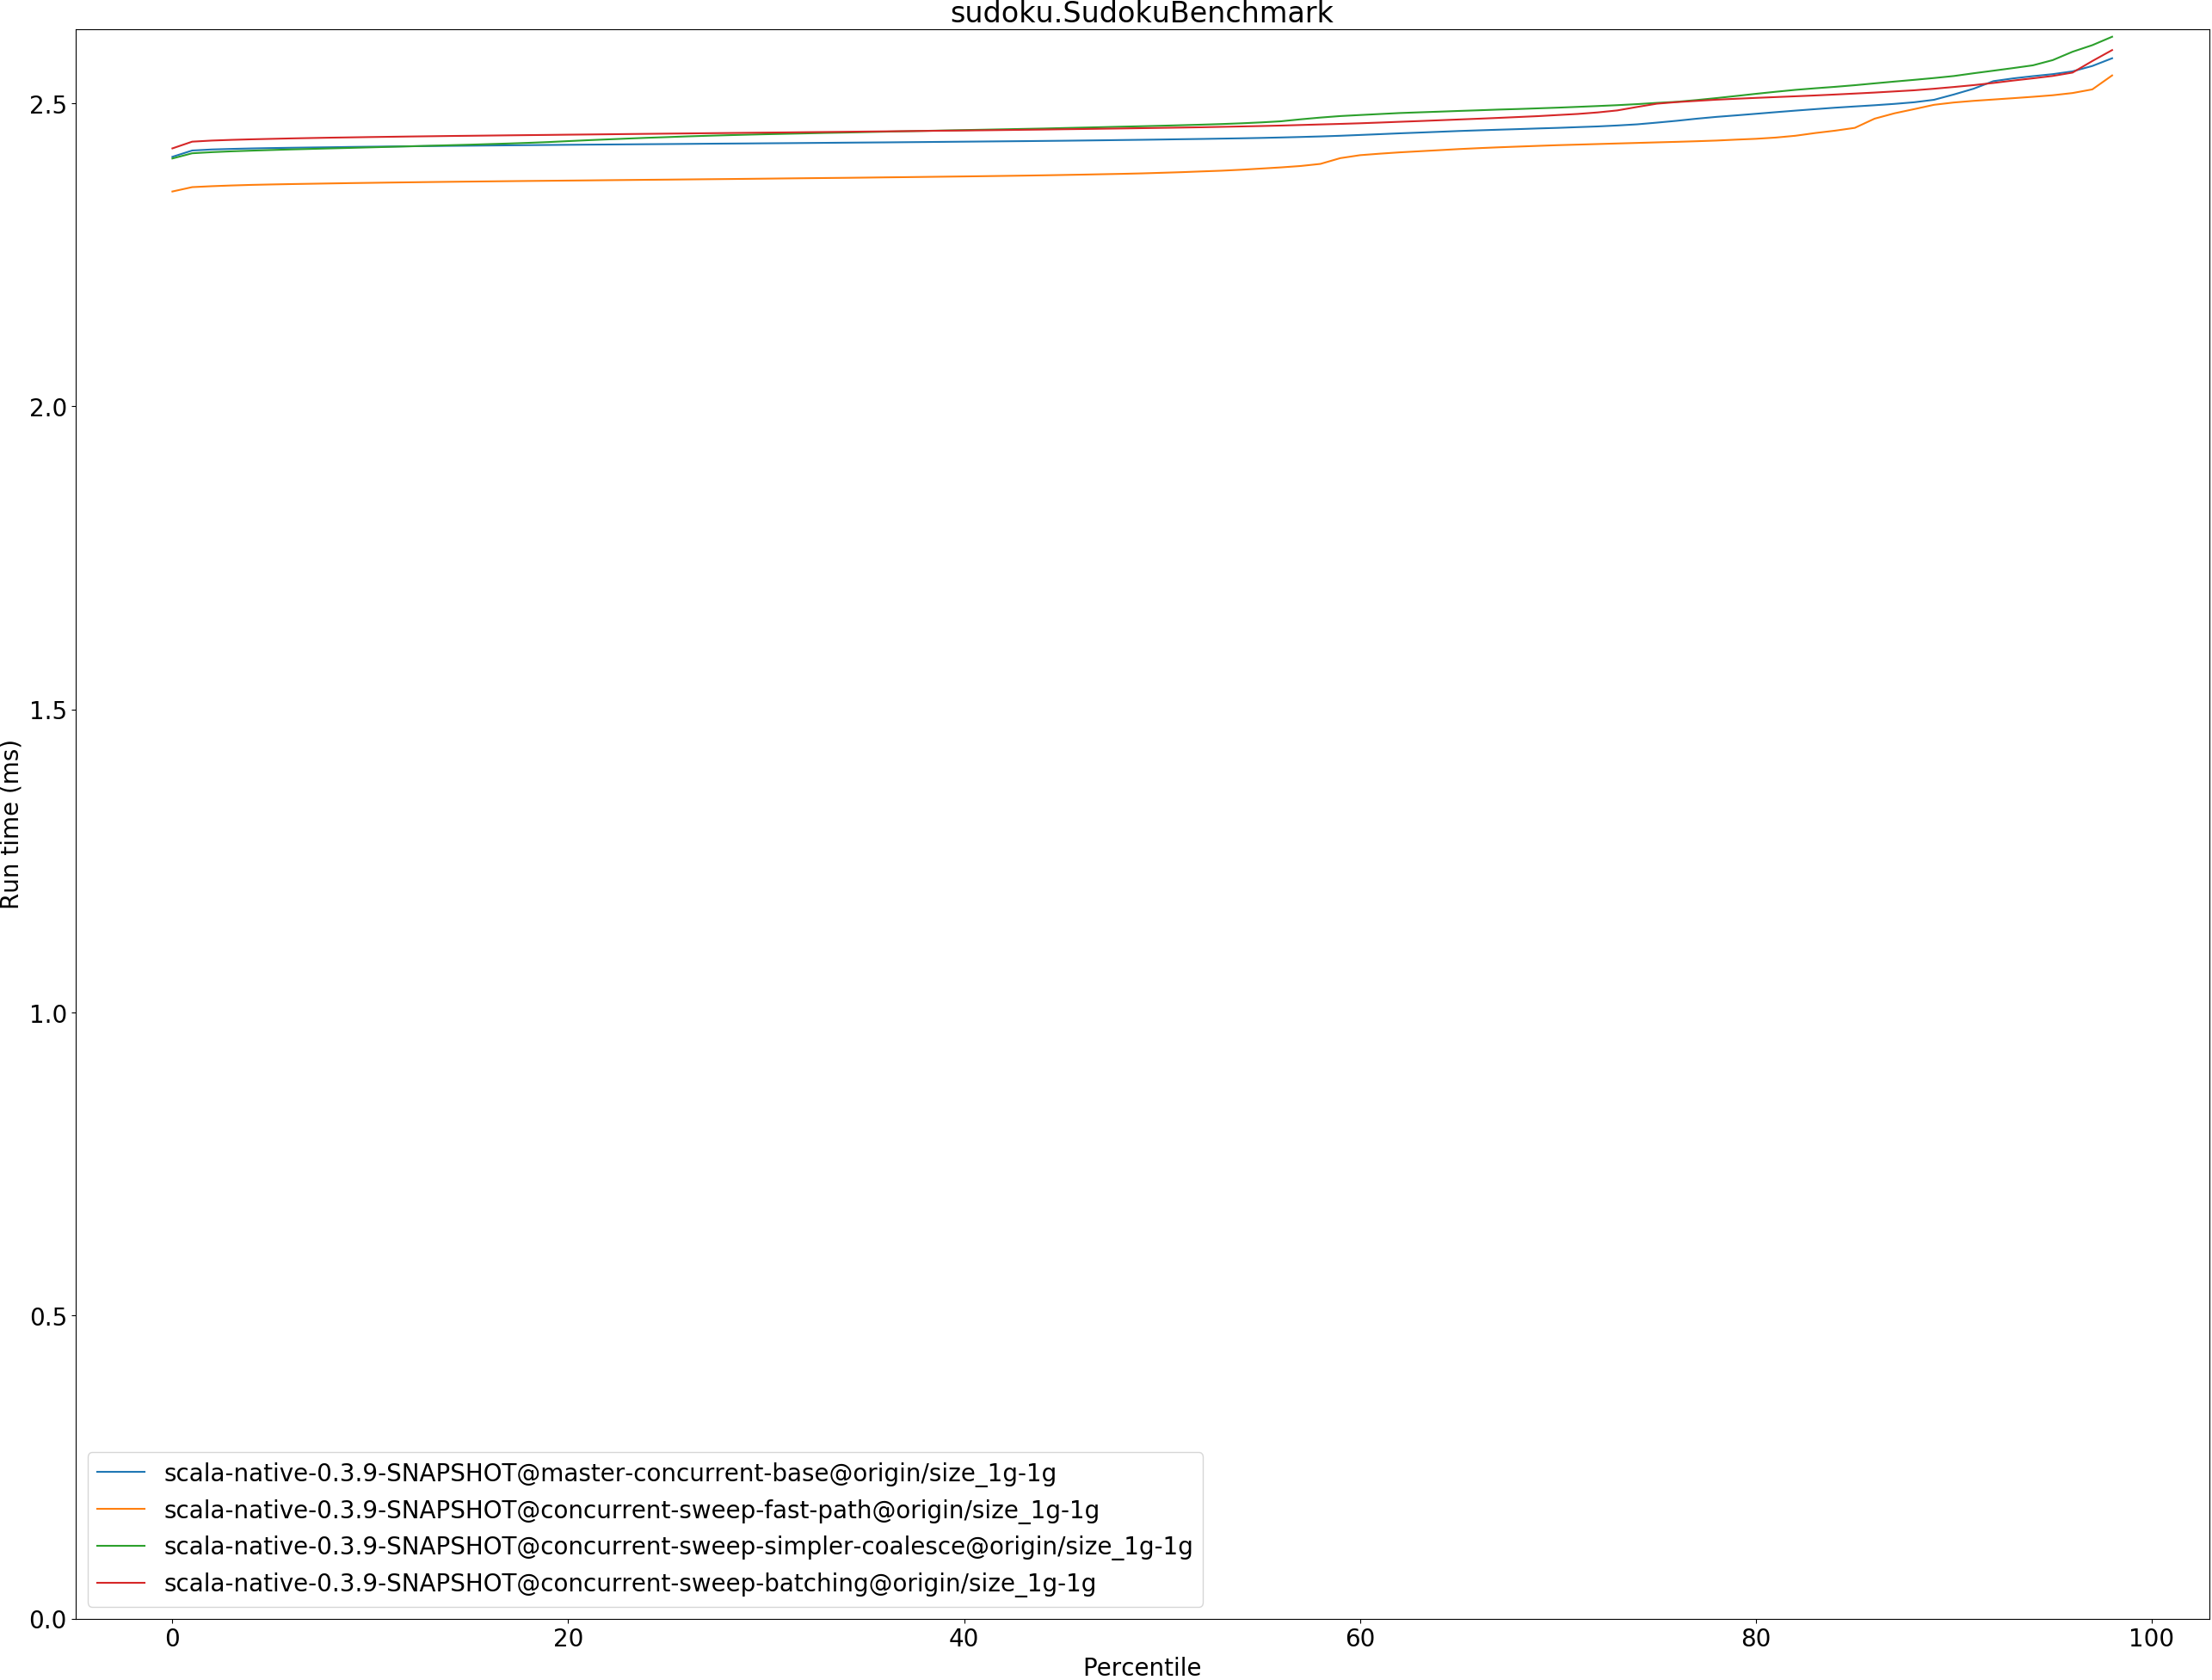 sudoku.SudokuBenchmark
Run time (ms)
2.5
2.0
1.5
1.0
0.5
0.0
scala-native-0.3.9-SNAPSHOT@master-concurrent-base@origin/size_1g-1g
scala-native-0.3.9-SNAPSHOT@concurrent-sweep-fast-path@origin/size_1g-1g
scala-native-0.3.9-SNAPSHOT@concurrent-sweep-simpler-coalesce@origin/size_1g-1g
scala-native-0.3.9-SNAPSHOT@concurrent-sweep-batching@origin/size_1g-1g
0 20 40 60 80 100
Percentile